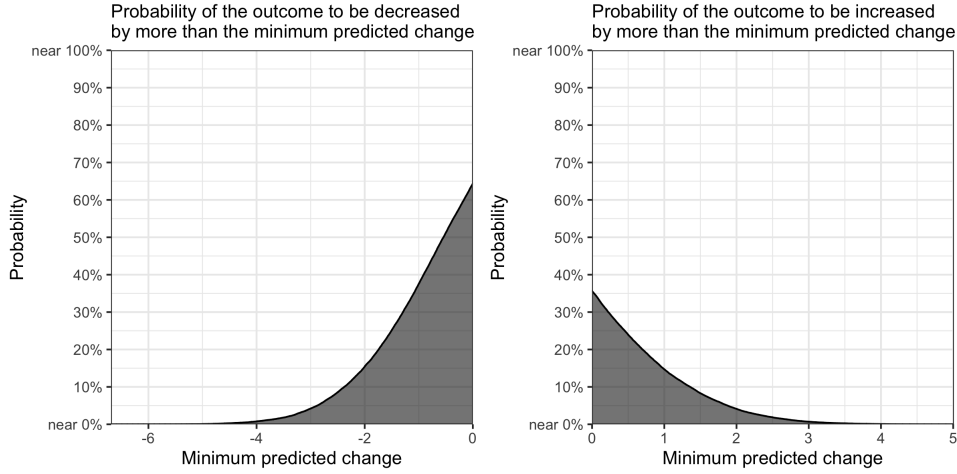 Probability of the outcome to be decreased
by more than the minimum predicted change
Probability
near 100%
90%
80%
70%
60%
50%
40%
30%
20%
10%
near 0%
-6
-4
-2
0
Minimum predicted change
Probability of the outcome to be increased
by more than the minimum predicted change
Probability
near 100%
90%
80%
70%
60%
50%
40%
30%
20%
10%
near 0%
0
1
2
3
4
5
Minimum predicted change